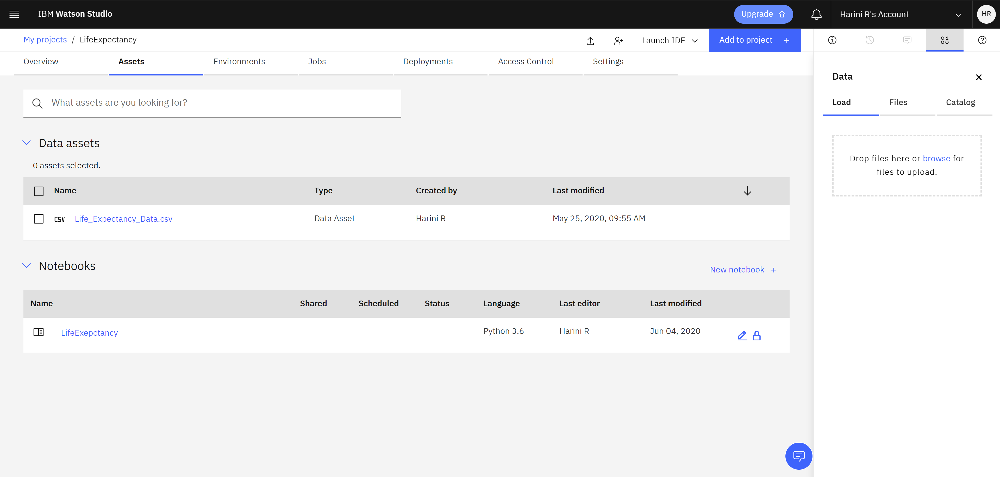 IBM Watson Studio
Upgrade
Harini R's Account
HR
My projects / LifeExpectancy
Launch IDE
Add to project +
Overview
Assets
Environments
Jobs
Deployments
Access Control
Settings
What assets are you looking for?
Data assets
0 assets selected.
Name Type Created by Last modified
CSV Life_Expectancy_Data.csv Data Asset Harini R May 25, 2020, 09:55 AM
Notebooks
New notebook +
Name Shared Scheduled Status Language Last editor Last modified
LifeExepctancy Python 3.6 Harini R Jun 04, 2020
Data
Load
Files
Catalog
Drop files here or browse for
files to upload.